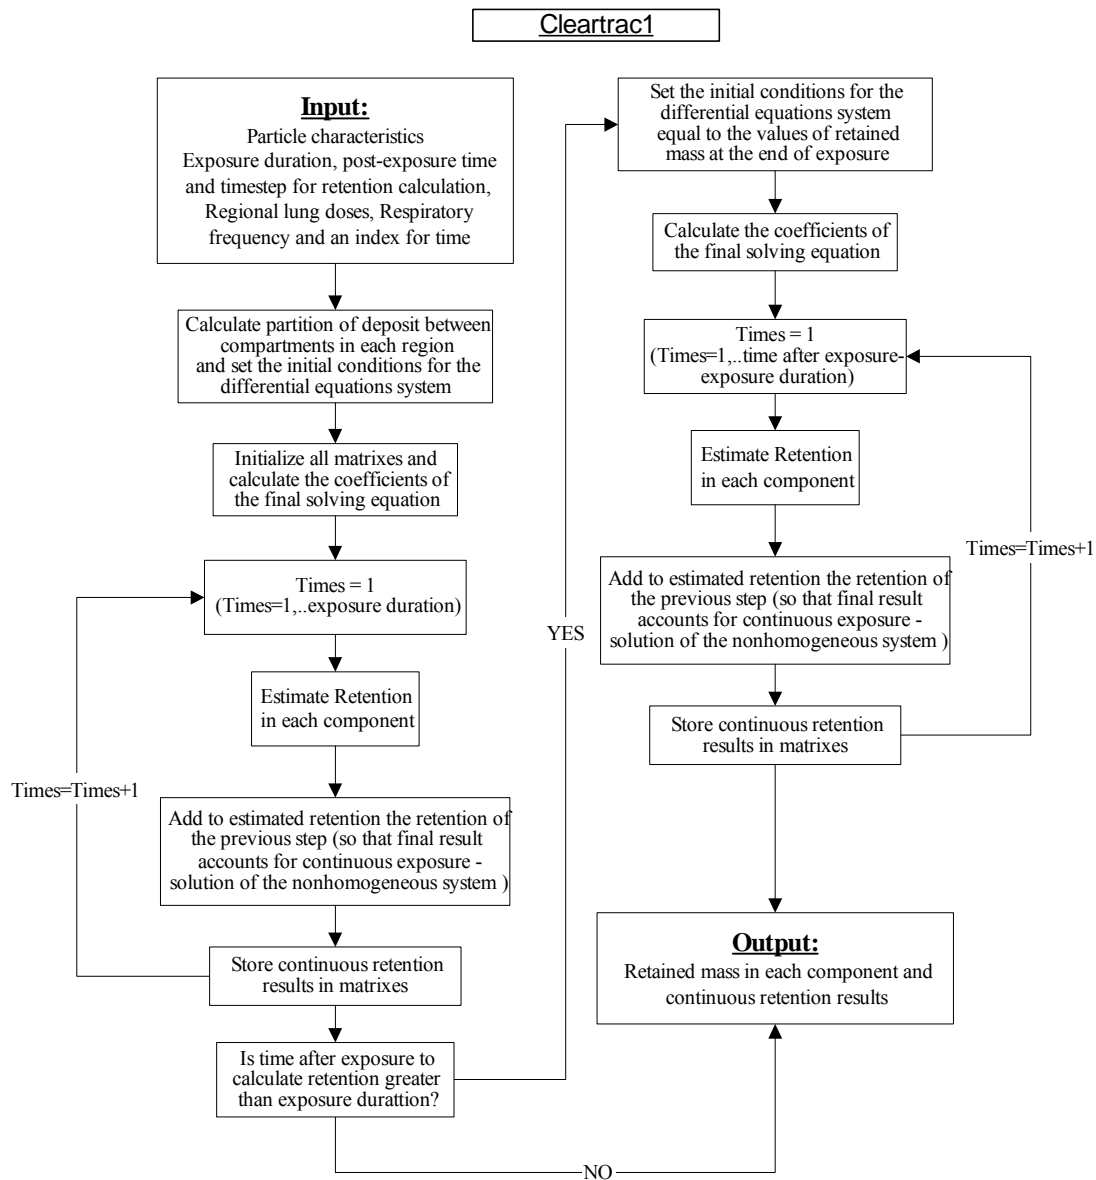 Cleartrac1
Input:
Particle characteristics
Exposure duration, post-exposure time
and timestep for retention calculation,
Regional lung doses, Respiratory
frequency and an index for time
Calculate partition of deposit between
compartments in each region
and set the initial conditions for the
differential equations system
Initialize all matrixes and
calculate the coefficients of
the final solving equation
Times = 1
(Times=1,..exposure duration)
Estimate Retention
in each component
Times=Times+1
Add to estimated retention the retention of
the previous step (so that final result
accounts for continuous exposure -
solution of the nonhomogeneous system )
Store continuous retention
results in matrixes
Is time after exposure to
calculate retention greater
than exposure durattion?
YES
NO
Set the initial conditions for the
differential equations system
equal to the values of retained
mass at the end of exposure
Calculate the coefficients of
the final solving equation
Times = 1
(Times=1,..time after exposure-
exposure duration)
Estimate Retention
in each component
Times=Times+1
Add to estimated retention the retention of
the previous step (so that final result
accounts for continuous exposure -
solution of the nonhomogeneous system )
Store continuous retention
results in matrixes
Output:
Retained mass in each component and
continuous retention results